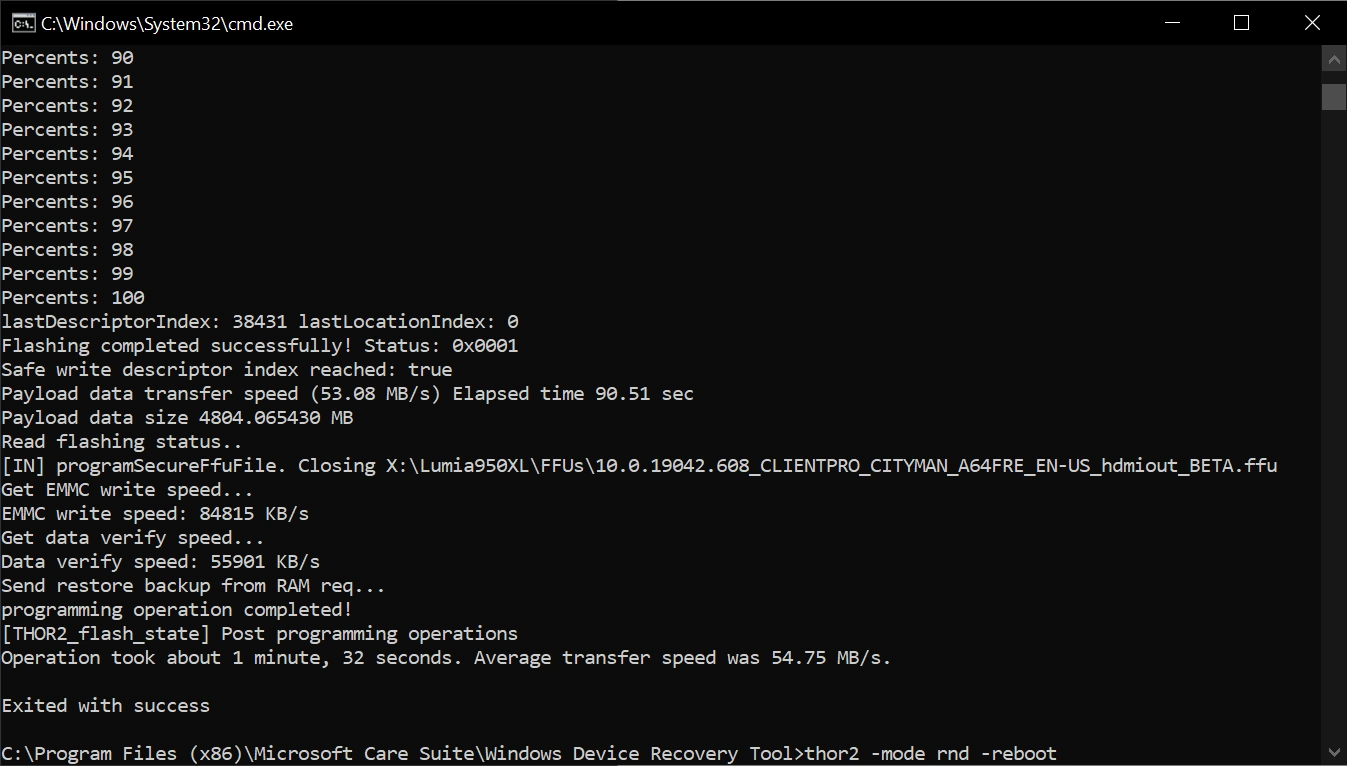 C:\Windows\System32\cmd.exe
Percents: 90
Percents: 91
Percents: 92
Percents: 93
Percents: 94
Percents: 95
Percents: 96
Percents: 97
Percents: 98
Percents: 99
Percents: 100
lastDescriptorIndex: 38431 lastLocationIndex: 0
Flashing completed successfully! Status: 0x0001
Safe write descriptor index reached: true
Payload data transfer speed (53.08 MB/s) Elapsed time 90.51 sec
Payload data size 4804.065430 MB
Read flashing status..
[IN] programSecureFfuFile. Closing X:\Lumia950XL\FFUs\10.0.19042.608_CLIENTPRO_CITYMAN_A64FRE_EN-US_hdmiout_BETA.ffu
Get EMMC write speed...
EMMC write speed: 84815 KB/s
Get data verify speed...
Data verify speed: 55901 KB/s
Send restore backup from RAM req...
programming operation completed!
[THOR2_flash_state] Post programming operations
Operation took about 1 minute, 32 seconds. Average transfer speed was 54.75 MB/s.
Exited with success
C:\Program Files (x86)\Microsoft Care Suite\Windows Device Recovery Tool>thor2 -mode rnd -reboot